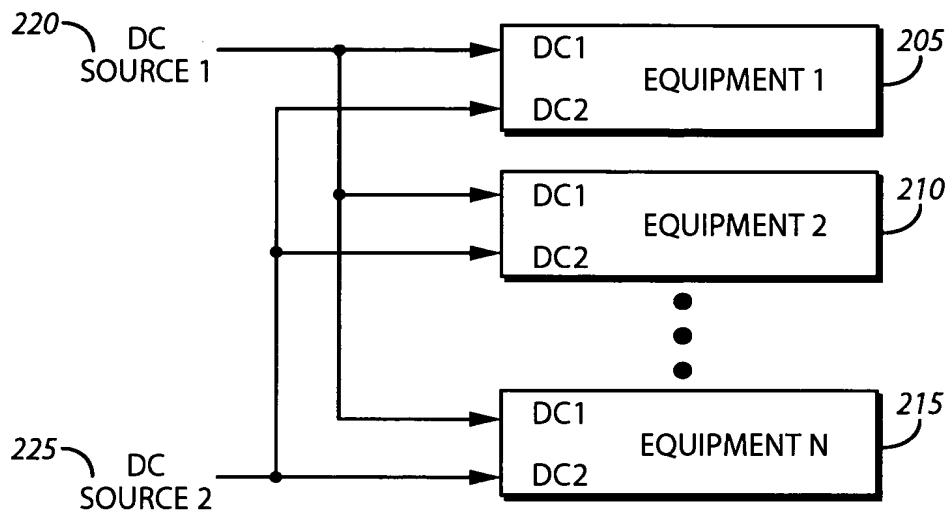 220
DC
SOURCE 1
DC1
EQUIPMENT 1
DC2
205
DC1
EQUIPMENT 2
DC2
210
DC1
EQUIPMENT N
DC2
215
225
DC
SOURCE 2